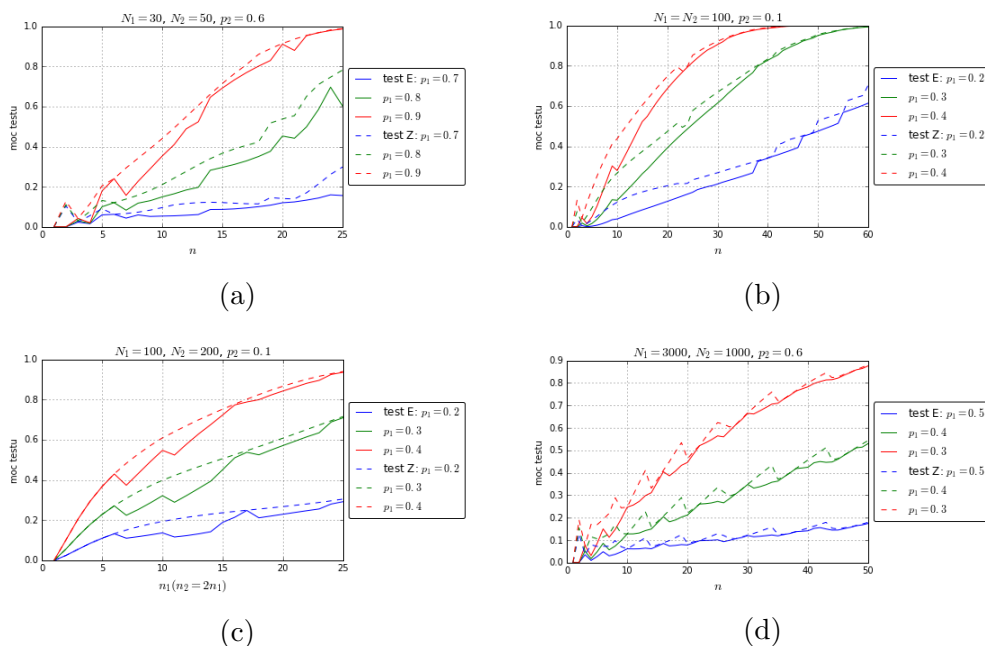 N₁=30, N₂=50, p₂=0.6
1.0
0.8
0.6
0.4
0.2
0.0
moc testu
0 5 10 15 20 25
n
test E: p₁=0.7
p₁=0.8
p₁=0.9
test Z: p₁=0.7
p₁=0.8
p₁=0.9
(a)
N₁=N₂=100, p₂=0.1
1.0
0.8
0.6
0.4
0.2
0.0
moc testu
0 10 20 30 40 50 60
n
test E: p₁=0.2
p₁=0.3
p₁=0.4
test Z: p₁=0.2
p₁=0.3
p₁=0.4
(b)
N₁=100, N₂=200, p₂=0.1
1.0
0.8
0.6
0.4
0.2
0.0
moc testu
0 5 10 15 20 25
n₁(n₂=2n₁)
test E: p₁=0.2
p₁=0.3
p₁=0.4
test Z: p₁=0.2
p₁=0.3
p₁=0.4
(c)
N₁=3000, N₂=1000, p₂=0.6
0.9
0.8
0.7
0.6
0.5
0.4
0.3
0.2
0.1
0.0
moc testu
0 10 20 30 40 50
n
test E: p₁=0.5
p₁=0.4
p₁=0.3
test Z: p₁=0.5
p₁=0.4
p₁=0.3
(d)